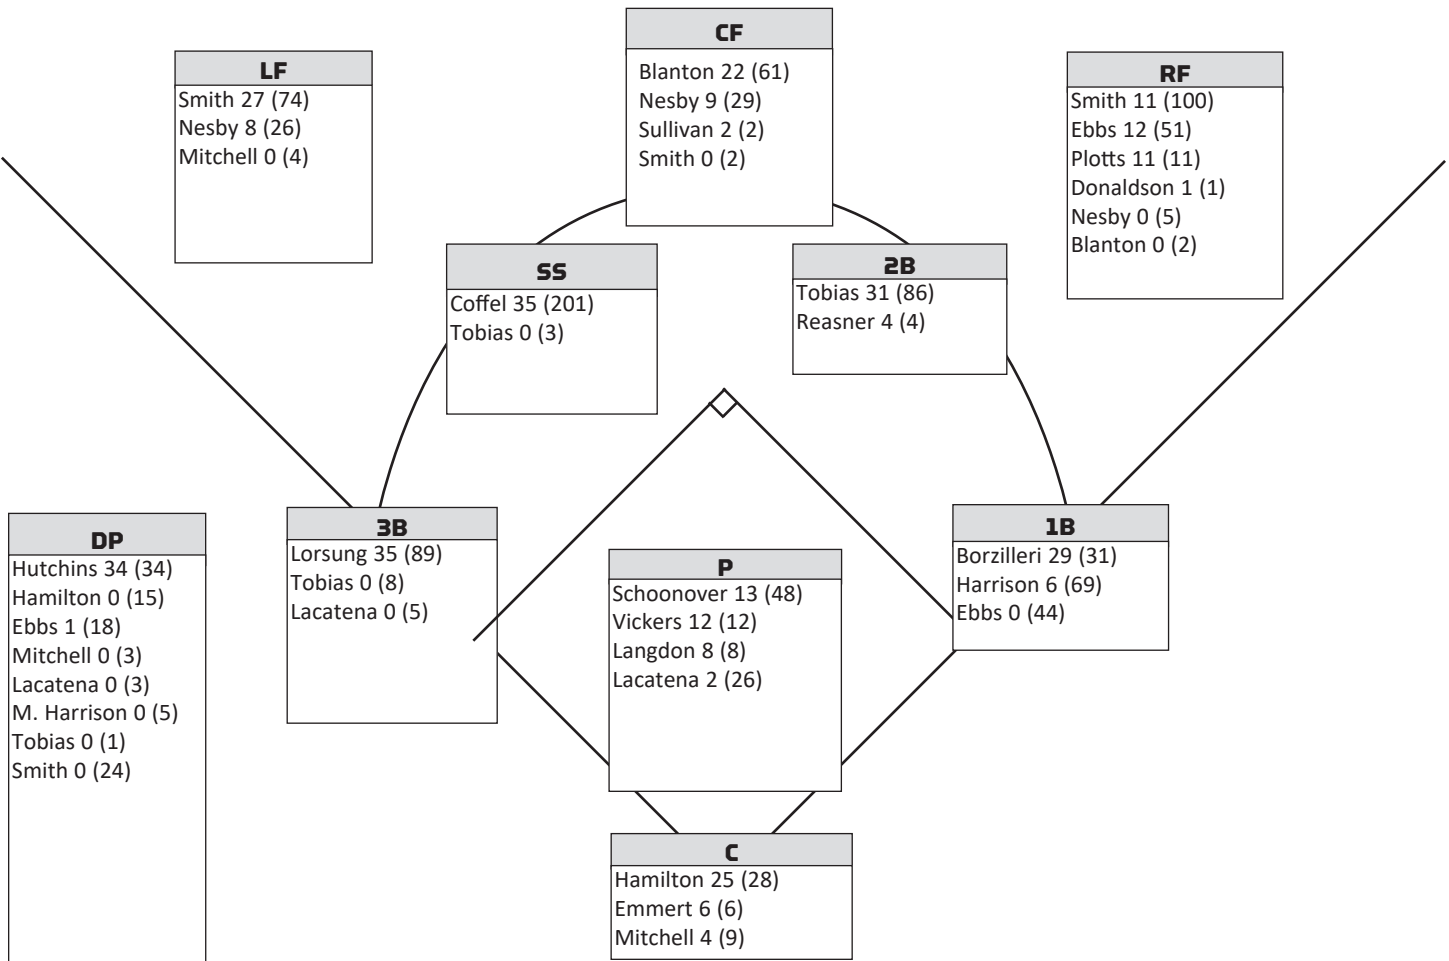 CF
Blanton 22 (61)
Nesby 9 (29)
Sullivan 2 (2)
Smith 0 (2)
LF
Smith 27 (74)
Nesby 8 (26)
Mitchell 0 (4)
RF
Smith 11 (100)
Ebbs 12 (51)
Plotts 11 (11)
Donaldson 1 (1)
Nesby 0 (5)
Blanton 0 (2)
SS
Coffel 35 (201)
Tobias 0 (3)
2B
Tobias 31 (86)
Reasner 4 (4)
DP
Hutchins 34 (34)
Hamilton 0 (15)
Ebbs 1 (18)
Mitchell 0 (3)
Lacatena 0 (3)
M. Harrison 0 (5)
Tobias 0 (1)
Smith 0 (24)
3B
Lorsung 35 (89)
Tobias 0 (8)
Lacatena 0 (5)
P
Schoonover 13 (48)
Vickers 12 (12)
Langdon 8 (8)
Lacatena 2 (26)
1B
Borzilleri 29 (31)
Harrison 6 (69)
Ebbs 0 (44)
C
Hamilton 25 (28)
Emmert 6 (6)
Mitchell 4 (9)